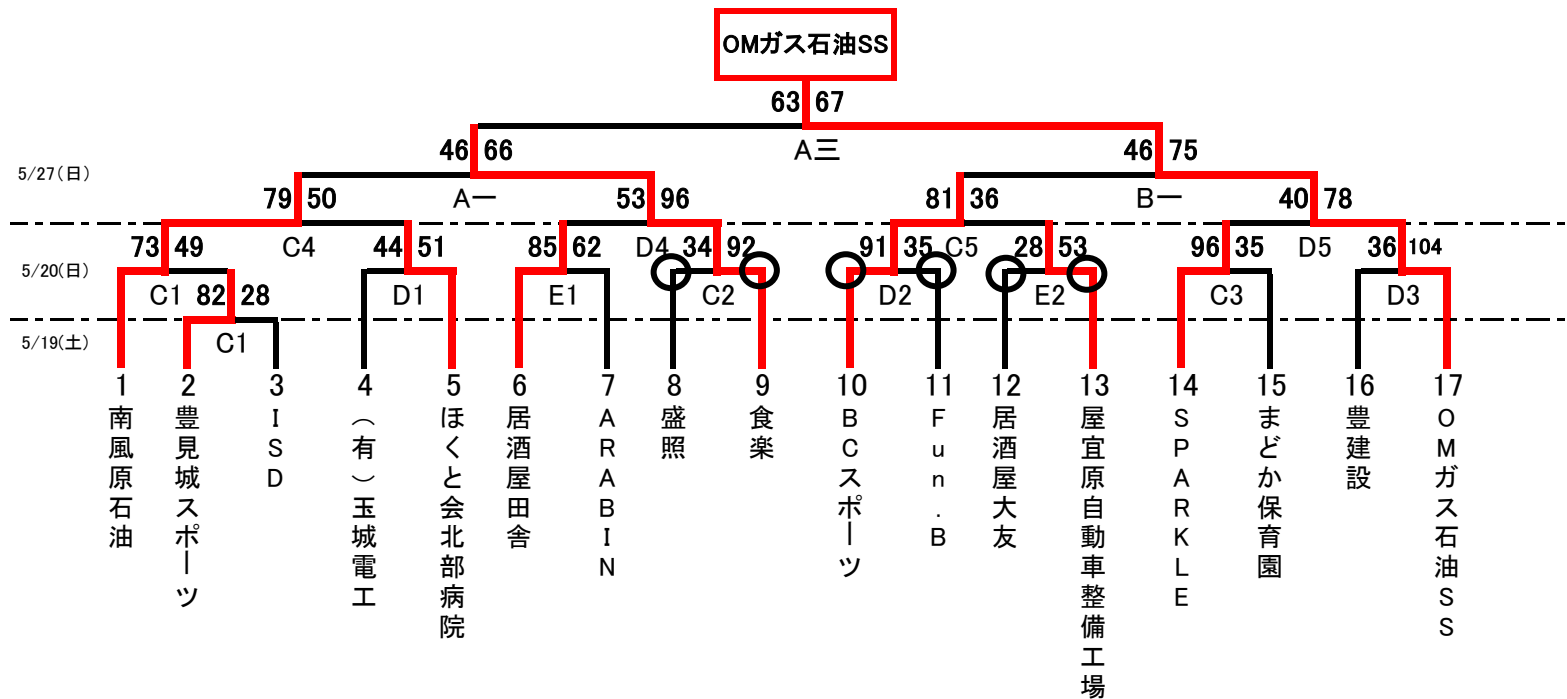 OMガス石油SS
63 67
A三
46 66
46 75
5/27(日)
A一
B一
79 50
53 96
81 36
40 78
C4
D4
C5
D5
73 49
44 51
85 62
34 92
91 35
28 53
96 35
36 104
5/20(日)
C1
82 28
D1
E1
C2
D2
E2
C3
D3
5/19(土)
C1
1 南風原石油
2 豊見城スポーツ
3 ISD
4 (有)玉城電工
5 ほくと会北部病院
6 居酒屋田舎
7 ARABIN
8 盛照
9 食楽
10 BCスポーツ
11 Fun.B
12 居酒屋大友
13 屋宜原自動車整備工場
14 SPARKLE
15 まどか保育園
16 豊建設
17 OMガス石油SS